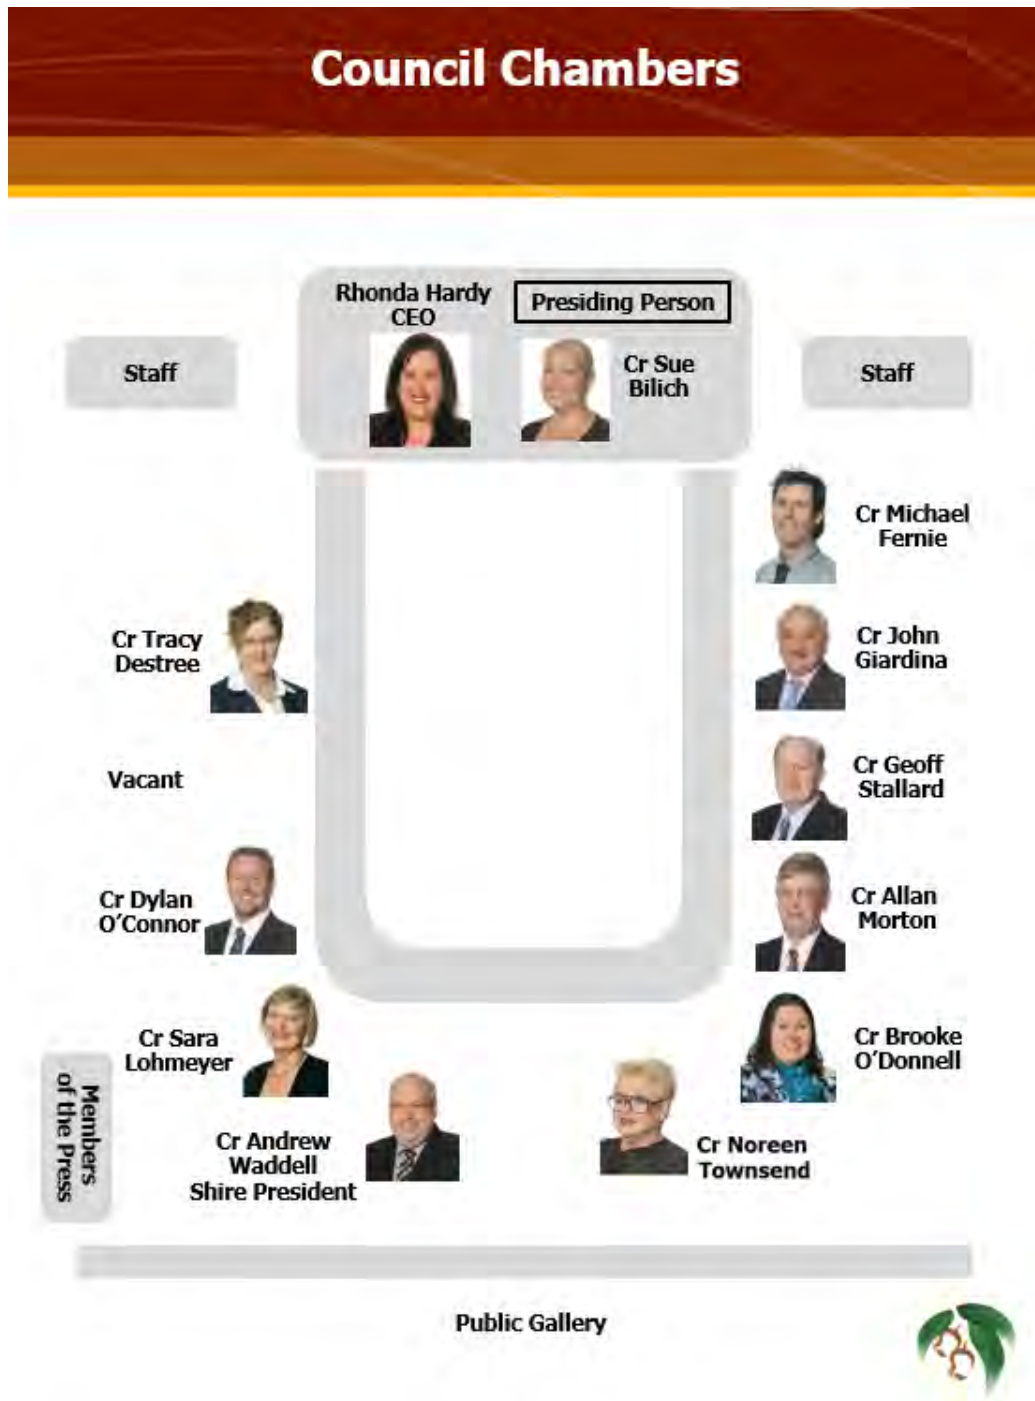 Council Chambers
Rhonda Hardy
CEO
Presiding Person
Cr Sue
Bilich
Staff
Staff
Cr Michael
Fernie
Cr Tracy
Destree
Cr John
Giardina
Vacant
Cr Geoff
Stallard
Cr Dylan
O’Connor
Cr Allan
Morton
Cr Sara
Lohmeyer
Cr Brooke
O’Donnell
Members
of the Press
Cr Andrew
Waddell
Shire President
Cr Noreen
Townsend
Public Gallery